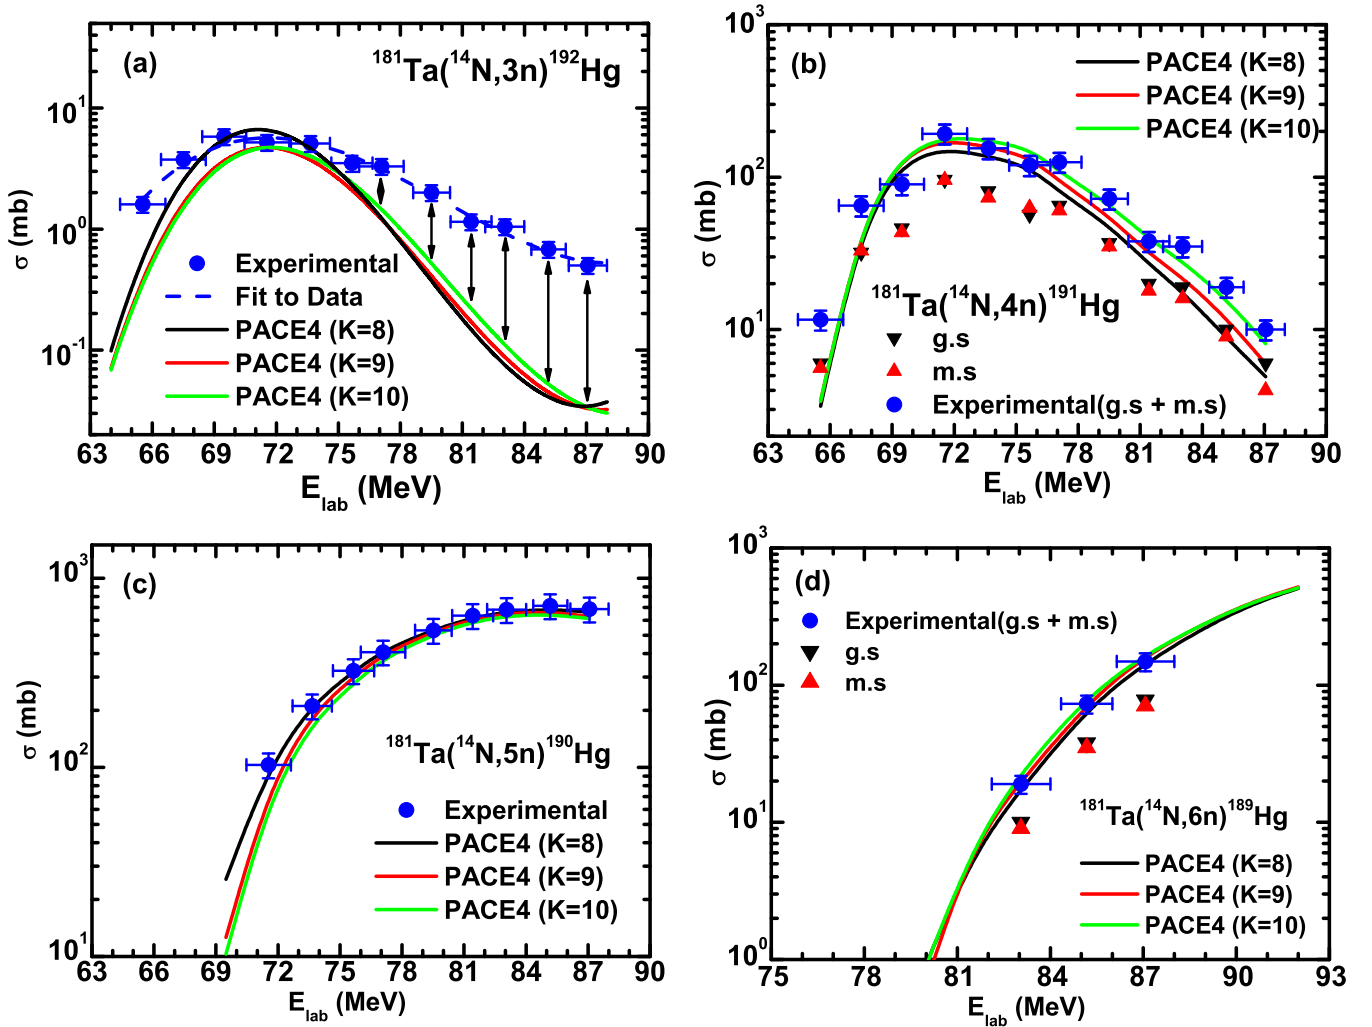 (a)
181Ta(14N,3n)192Hg
10^1
10^0
10^-1
σ (mb)
Experimental
Fit to Data
PACE4 (K=8)
PACE4 (K=9)
PACE4 (K=10)
63 66 69 72 75 78 81 84 87 90
E_lab (MeV)
(b)
10^3
10^2
10^1
σ (mb)
PACE4 (K=8)
PACE4 (K=9)
PACE4 (K=10)
181Ta(14N,4n)191Hg
g.s
m.s
Experimental(g.s + m.s)
63 66 69 72 75 78 81 84 87 90
E_lab (MeV)
(c)
10^3
10^2
10^1
σ (mb)
181Ta(14N,5n)190Hg
Experimental
PACE4 (K=8)
PACE4 (K=9)
PACE4 (K=10)
63 66 69 72 75 78 81 84 87 90
E_lab (MeV)
(d)
10^3
10^2
10^1
10^0
σ (mb)
Experimental(g.s + m.s)
g.s
m.s
181Ta(14N,6n)189Hg
PACE4 (K=8)
PACE4 (K=9)
PACE4 (K=10)
75 78 81 84 87 90 93
E_lab (MeV)